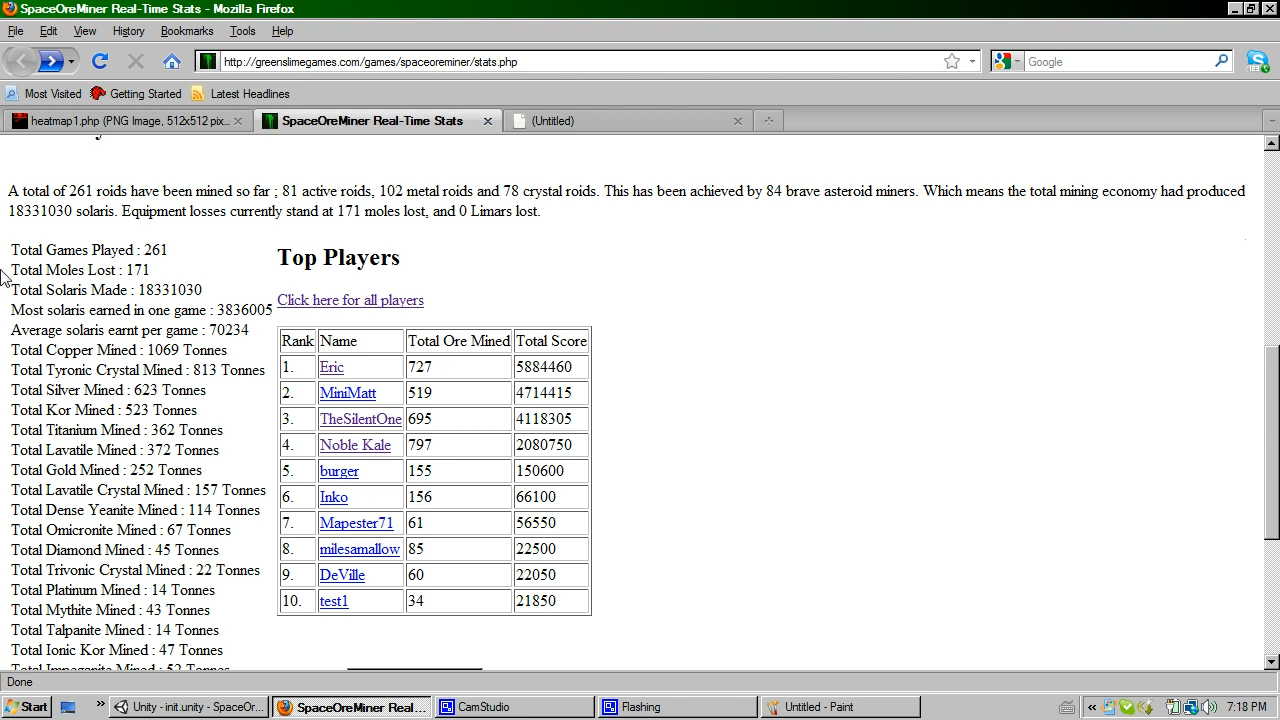 SpaceOreMiner Real-Time Stats - Mozilla Firefox
File Edit View History Bookmarks Tools Help
http://greenslimegames.com/games/spaceoreminer/stats.php
Google
Most Visited Getting Started Latest Headlines
heatmap1.php (PNG Image, 512x512 pix... SpaceOreMiner Real-Time Stats (Untitled)
A total of 261 roids have been mined so far ; 81 active roids, 102 metal roids and 78 crystal roids. This has been achieved by 84 brave asteroid miners. Which means the total mining economy had produced
18331030 solaris. Equipment losses currently stand at 171 moles lost, and 0 Limars lost.
Total Games Played : 261
Total Moles Lost : 171
Total Solaris Made : 18331030
Most solaris earned in one game : 3836005
Average solaris earnt per game : 70234
Total Copper Mined : 1069 Tonnes
Total Tyronic Crystal Mined : 813 Tonnes
Total Silver Mined : 623 Tonnes
Total Kor Mined : 523 Tonnes
Total Titanium Mined : 362 Tonnes
Total Lavatile Mined : 372 Tonnes
Total Gold Mined : 252 Tonnes
Total Lavatile Crystal Mined : 157 Tonnes
Total Dense Yeanite Mined : 114 Tonnes
Total Omicronite Mined : 67 Tonnes
Total Diamond Mined : 45 Tonnes
Total Trivonic Crystal Mined : 22 Tonnes
Total Platinum Mined : 14 Tonnes
Total Mythite Mined : 43 Tonnes
Total Talpanite Mined : 14 Tonnes
Total Ionic Kor Mined : 47 Tonnes
Total Impeganite Mined : 52 Tonnes
Top Players
Click here for all players
Rank Name Total Ore Mined Total Score
1. Eric 727 5884460
2. MiniMatt 519 4714415
3. TheSilentOne 695 4118305
4. Noble Kale 797 2080750
5. burger 155 150600
6. Inko 156 66100
7. Mapester71 61 56550
8. milesamallow 85 22500
9. DeVille 60 22050
10. test1 34 21850
Done
Start » Unity - init.unity - SpaceOr... SpaceOreMiner Real... CamStudio Flashing Untitled - Paint « 7:18 PM